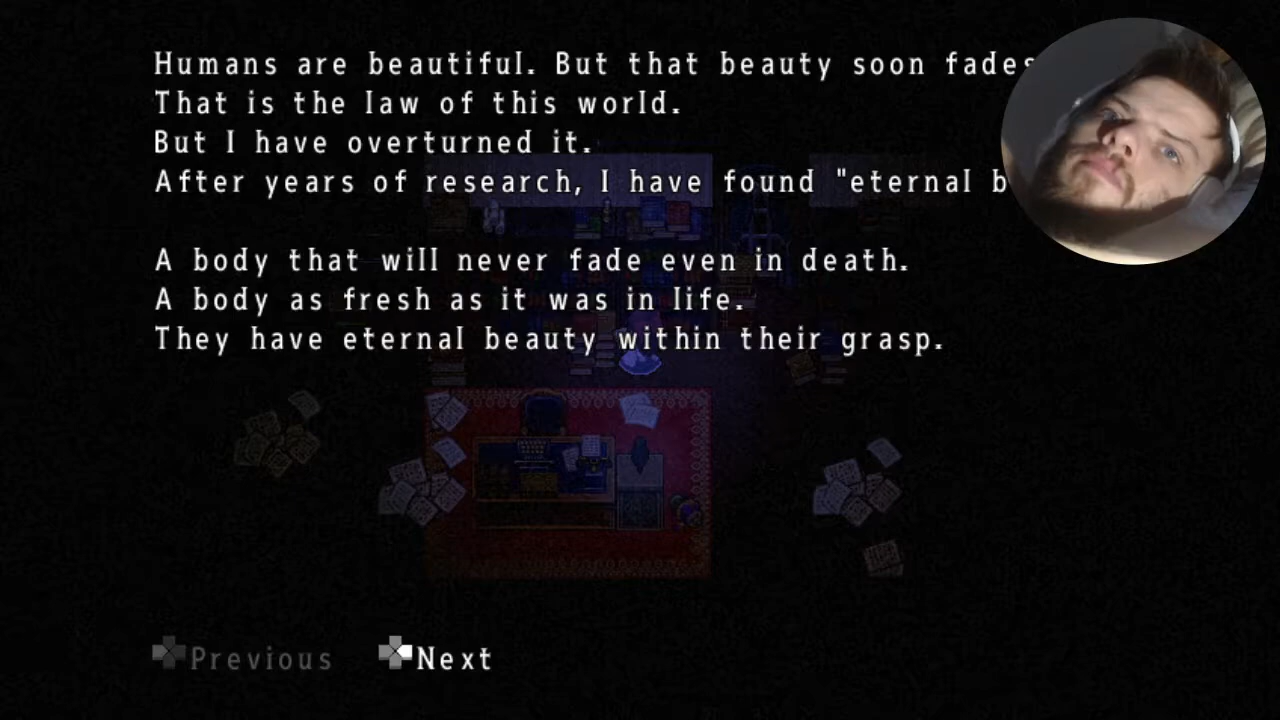 Humans are beautiful. But that beauty soon fades
That is the law of this world.
But I have overturned it.
After years of research, I have found "eternal b
A body that will never fade even in death.
A body as fresh as it was in life.
They have eternal beauty within their grasp.
Previous Next